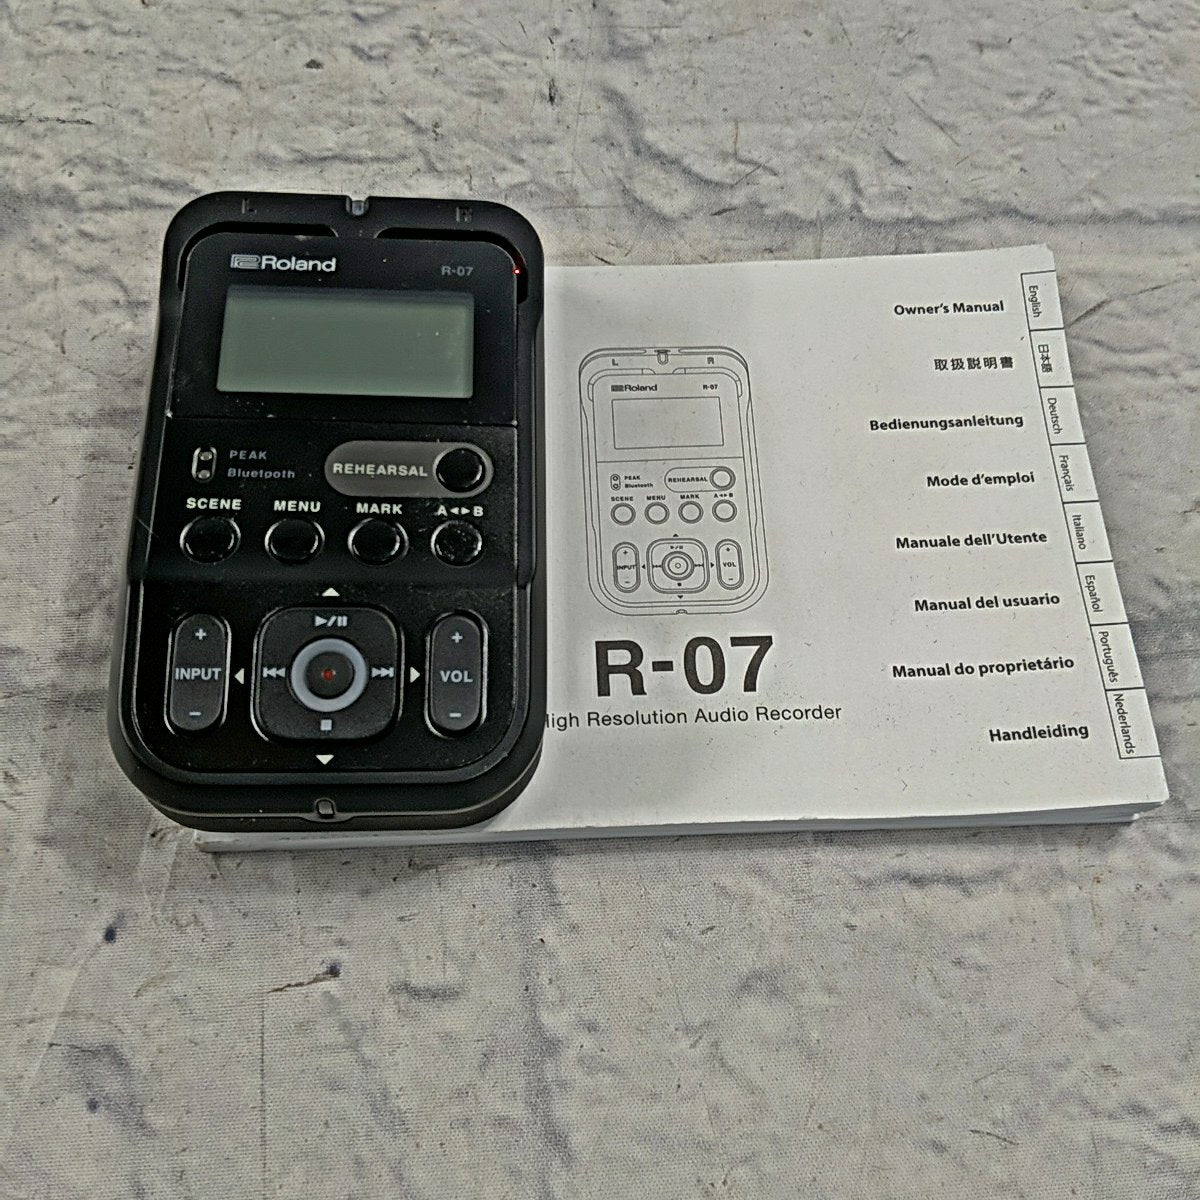 L R
Roland R-07
PEAK
Bluetooth
REHEARSAL
SCENE MENU MARK A◄►B
+
INPUT
-
+
VOL
-
Owner's Manual
取扱説明書
Bedienungsanleitung
Mode d'emploi
Manuale dell'Utente
Manual del usuario
Manual do proprietário
Handleiding
English
日本語
Deutsch
Français
Italiano
Español
Português
Nederlands
L R
Roland R-07
PEAK
Bluetooth
REHEARSAL
SCENE MENU MARK A◄►B
+
INPUT
-
+
VOL
-
R-07
High Resolution Audio Recorder